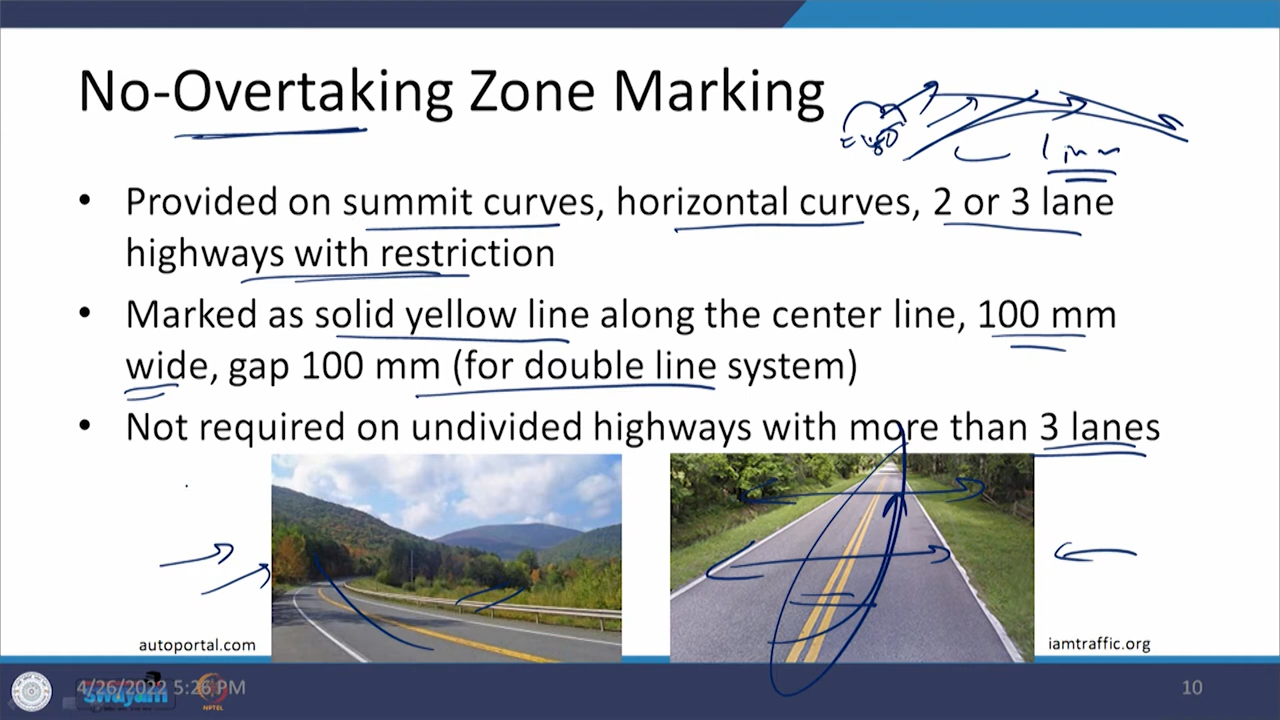 No-Overtaking Zone Marking
• Provided on summit curves, horizontal curves, 2 or 3 lane
highways with restriction
• Marked as solid yellow line along the center line, 100 mm
wide, gap 100 mm (for double line system)
• Not required on undivided highways with more than 3 lanes
autoportal.com
iamtraffic.org
4/26/2022 5:26 PM
swayam
NPTEL
10